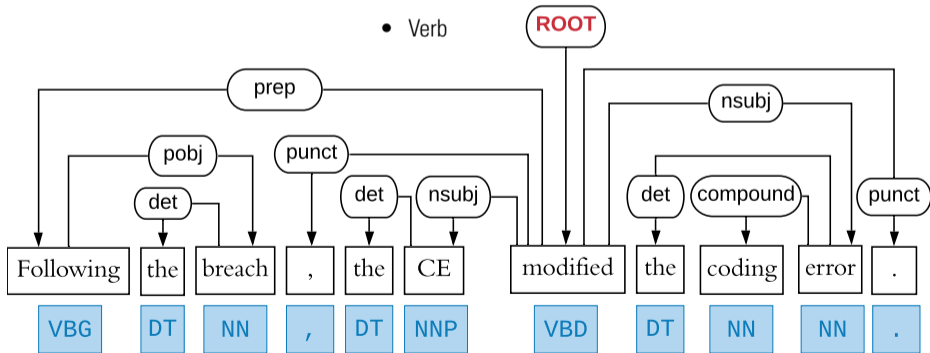 • Verb
ROOT
prep
nsubj
pobj
punct
det
det
nsubj
det
compound
punct
Following the breach , the CE modified the coding error .
VBG DT NN , DT NNP VBD DT NN NN .